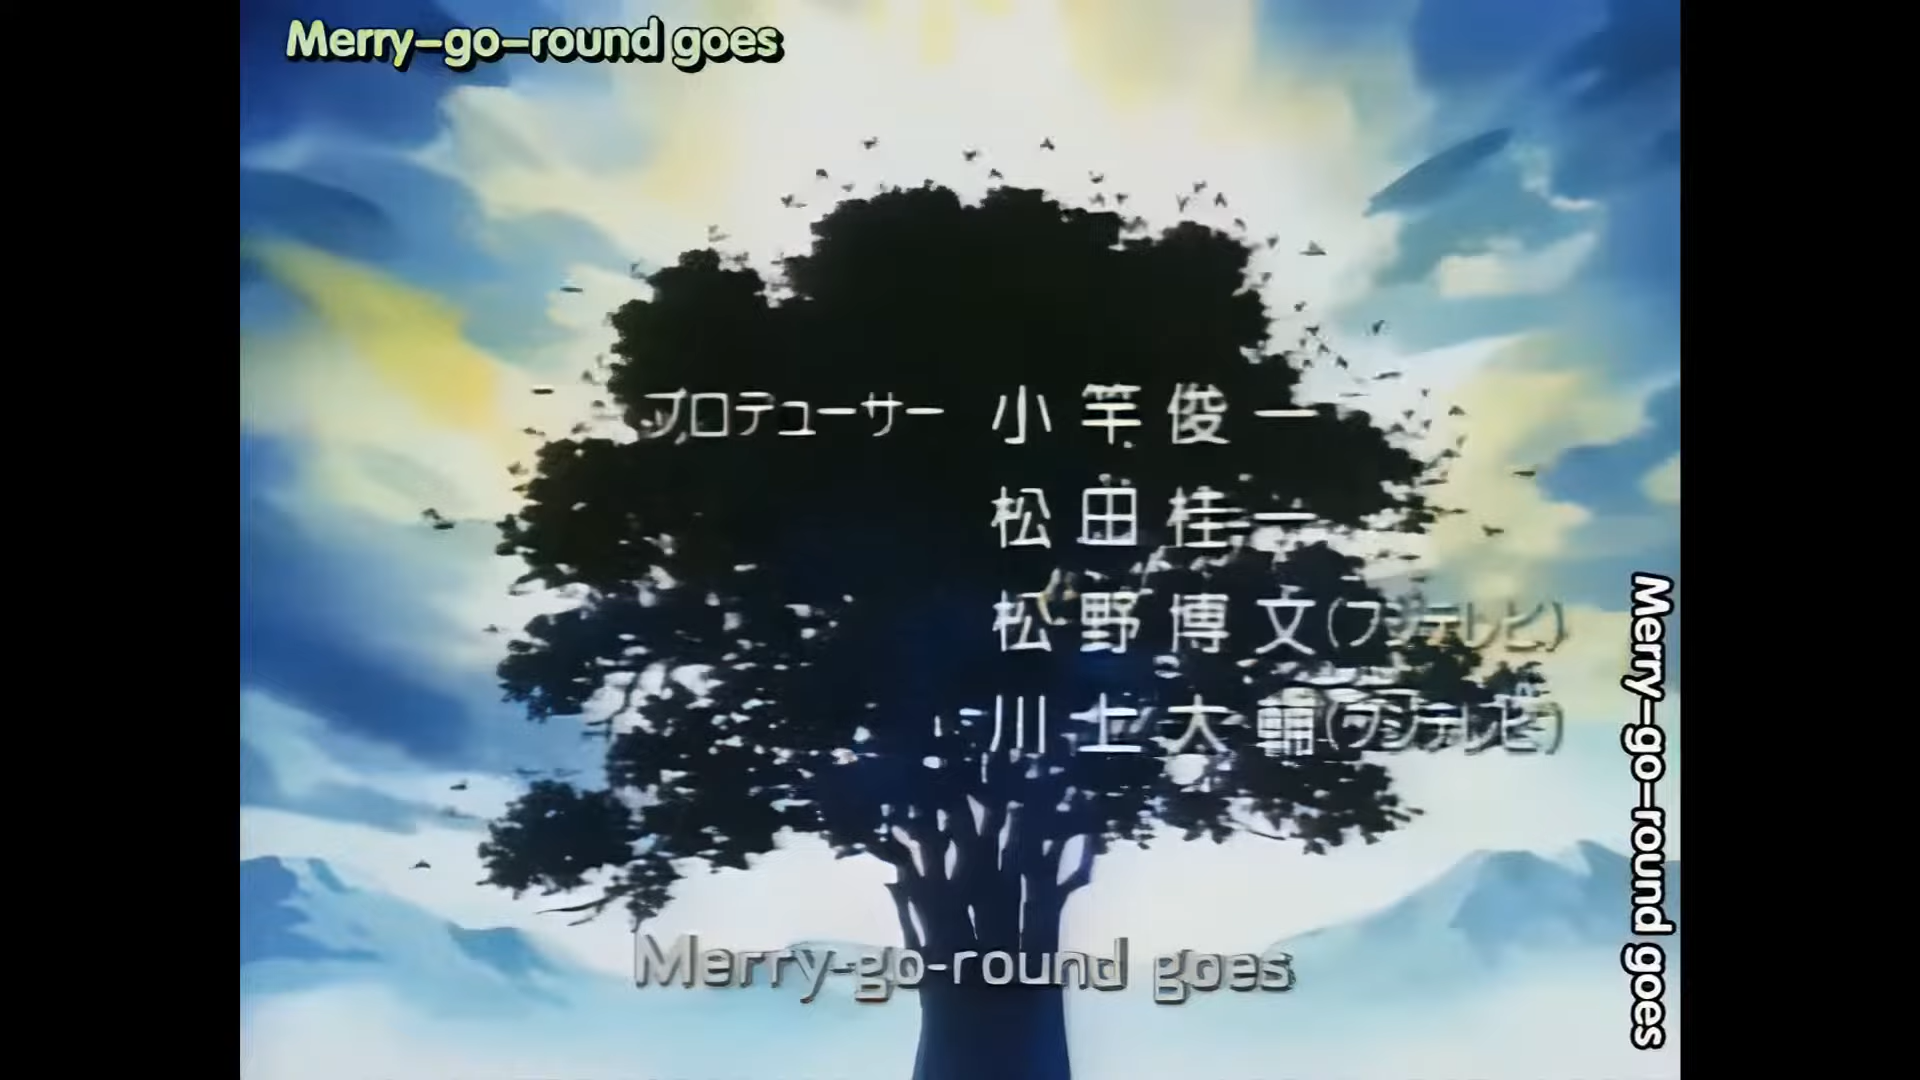 Merry-go-round goes
プロデューサー 小竿俊一
松田桂一
松野博文(フジテレビ)
川上大輔(フジテレビ)
Merry-go-round goes
Merry-go-round goes